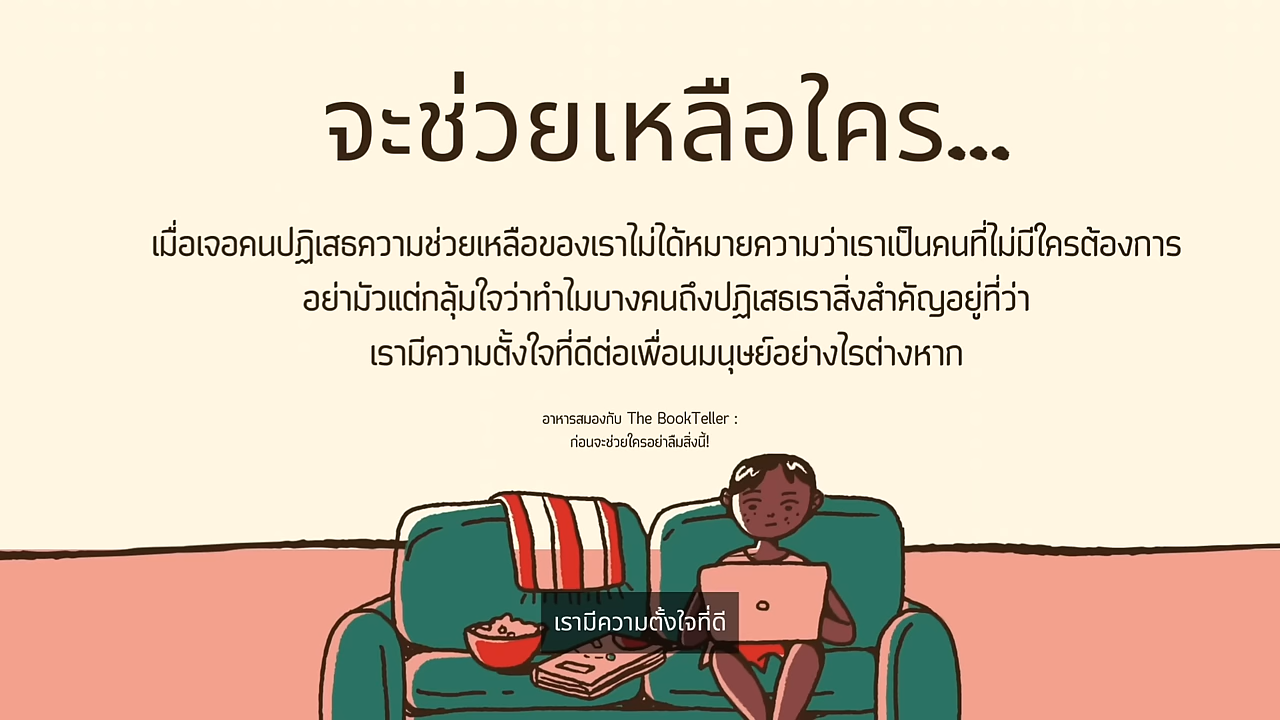 จะช่วยเหลือใคร...
เมื่อเจอคนปฏิเสธความช่วยเหลือของเราไม่ได้หมายความว่าเราเป็นคนที่ไม่มีใครต้องการ
อย่ามัวแต่กลุ้มใจว่าทำไมบางคนถึงปฏิเสธเราสิ่งสำคัญอยู่ที่ว่า
เรามีความตั้งใจที่ดีต่อเพื่อนมนุษย์อย่างไรต่างหาก
อาหารสมองกับ The BookTeller :
ก่อนจะช่วยใครอย่าลืมสิ่งนี้!
เรามีความตั้งใจที่ดี